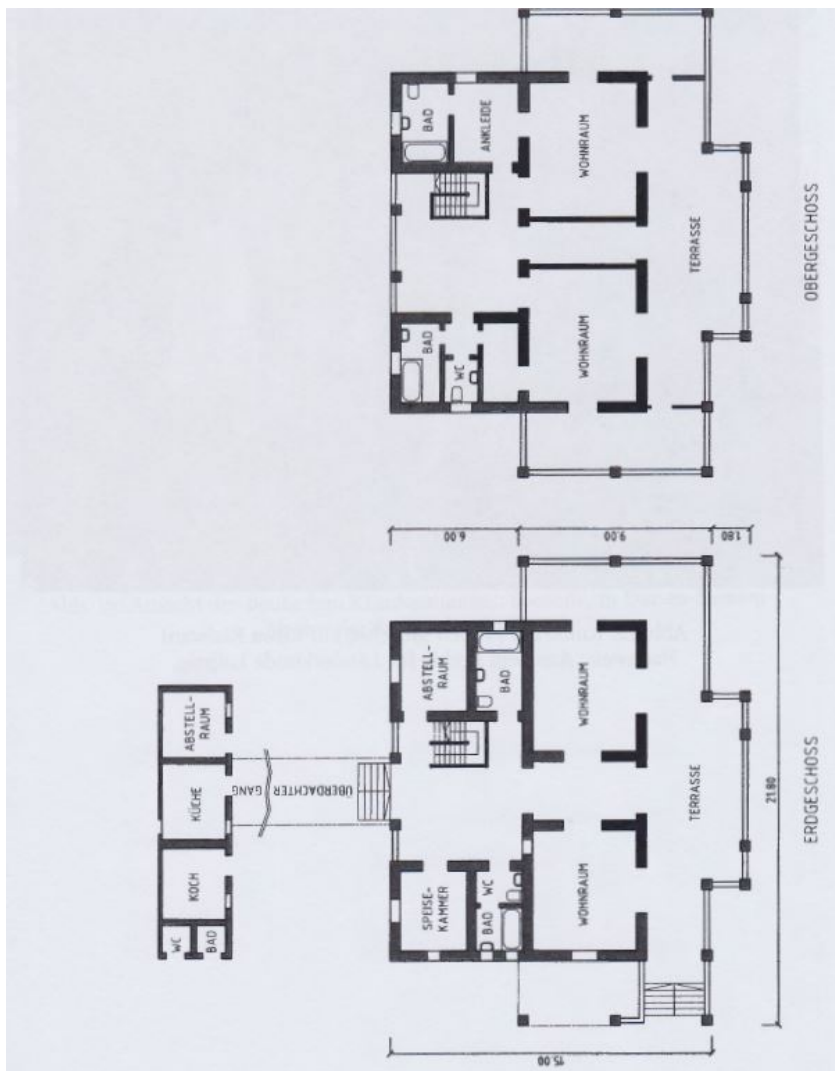 BAD
ANKLEIDE
WOHNRAUM
TERRASSE
BAD
WC
WOHNRAUM
OBERGESCHOSS
6.00
9.00
1.80
ABSTELL-
RAUM
KÜCHE
KOCH
WC
BAD
ÜBERDACHTER
GANG
ABSTELL-
RAUM
BAD
WOHNRAUM
SPEISE-
KAMMER
WC
BAD
WOHNRAUM
TERRASSE
21.80
ERDGESCHOSS
15.00